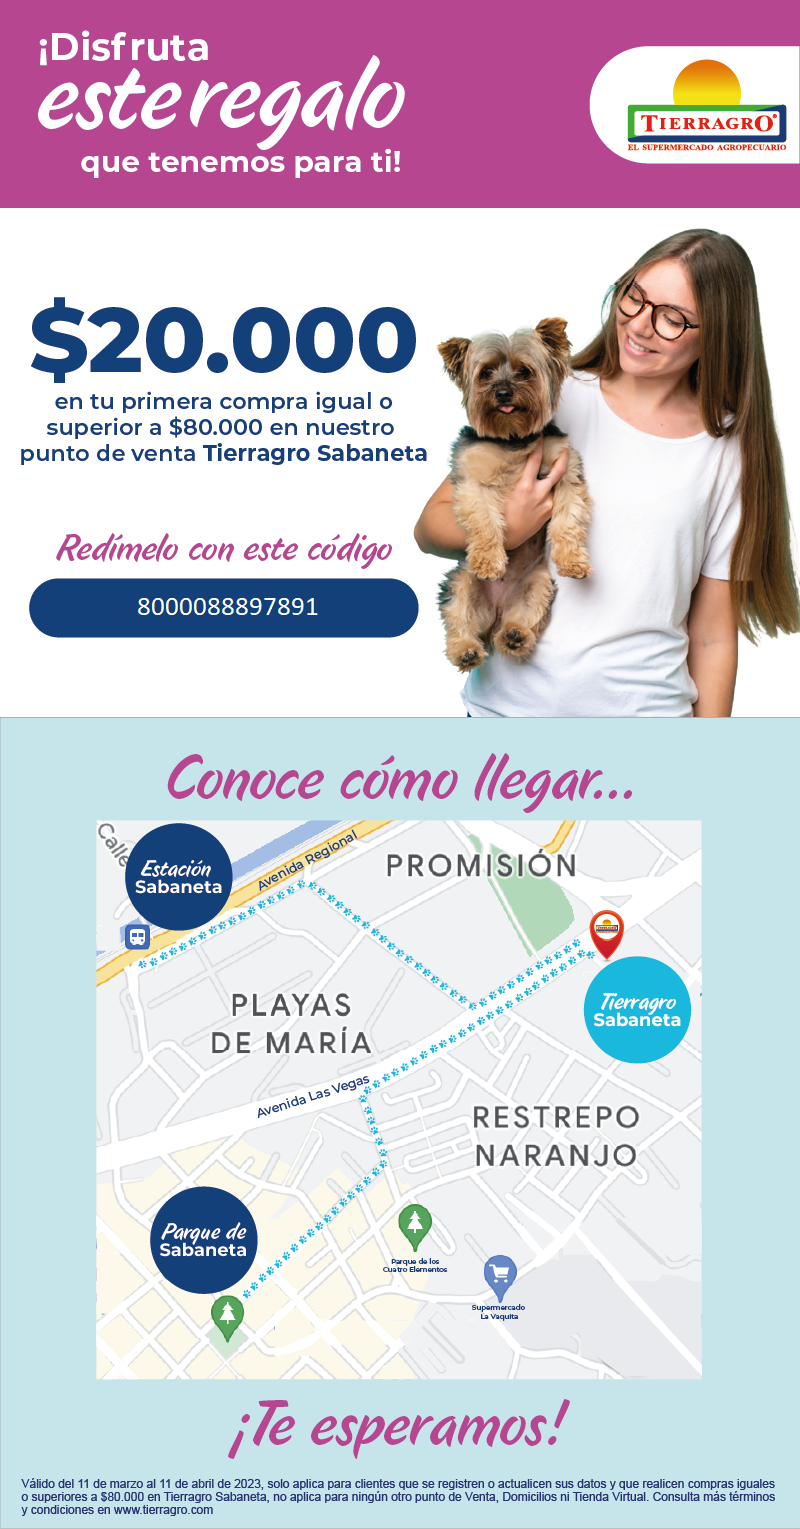 ¡Disfruta
este regalo
que tenemos para ti!
TIERRAGRO®
EL SUPERMERCADO AGROPECUARIO
$20.000
en tu primera compra igual o
superior a $80.000 en nuestro
punto de venta Tierragro Sabaneta
Redímelo con este código
8000088897891
Conoce cómo llegar...
Calle
Estación
Sabaneta
Avenida Regional
PROMISIÓN
TIERRAGRO
Tierragro
Sabaneta
PLAYAS
DE MARÍA
Avenida Las Vegas
RESTREPO
NARANJO
Parque de
Sabaneta
Parque de los
Cuatro Elementos
Supermercado
La Vaquita
¡Te esperamos!
Válido del 11 de marzo al 11 de abril de 2023, solo aplica para clientes que se registren o actualicen sus datos y que realicen compras iguales
o superiores a $80.000 en Tierragro Sabaneta, no aplica para ningún otro punto de Venta, Domicilios ni Tienda Virtual. Consulta más términos
y condiciones en www.tierragro.com